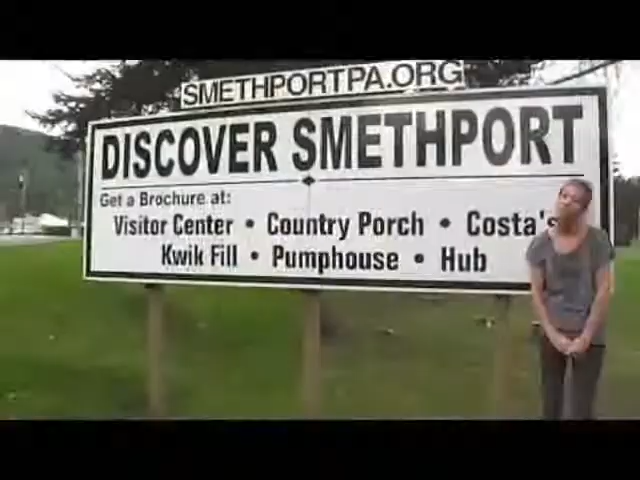 SMETHPORTPA.ORG
DISCOVER SMETHPORT
Get a Brochure at:
Visitor Center • Country Porch • Costa's
Kwik Fill • Pumphouse • Hub